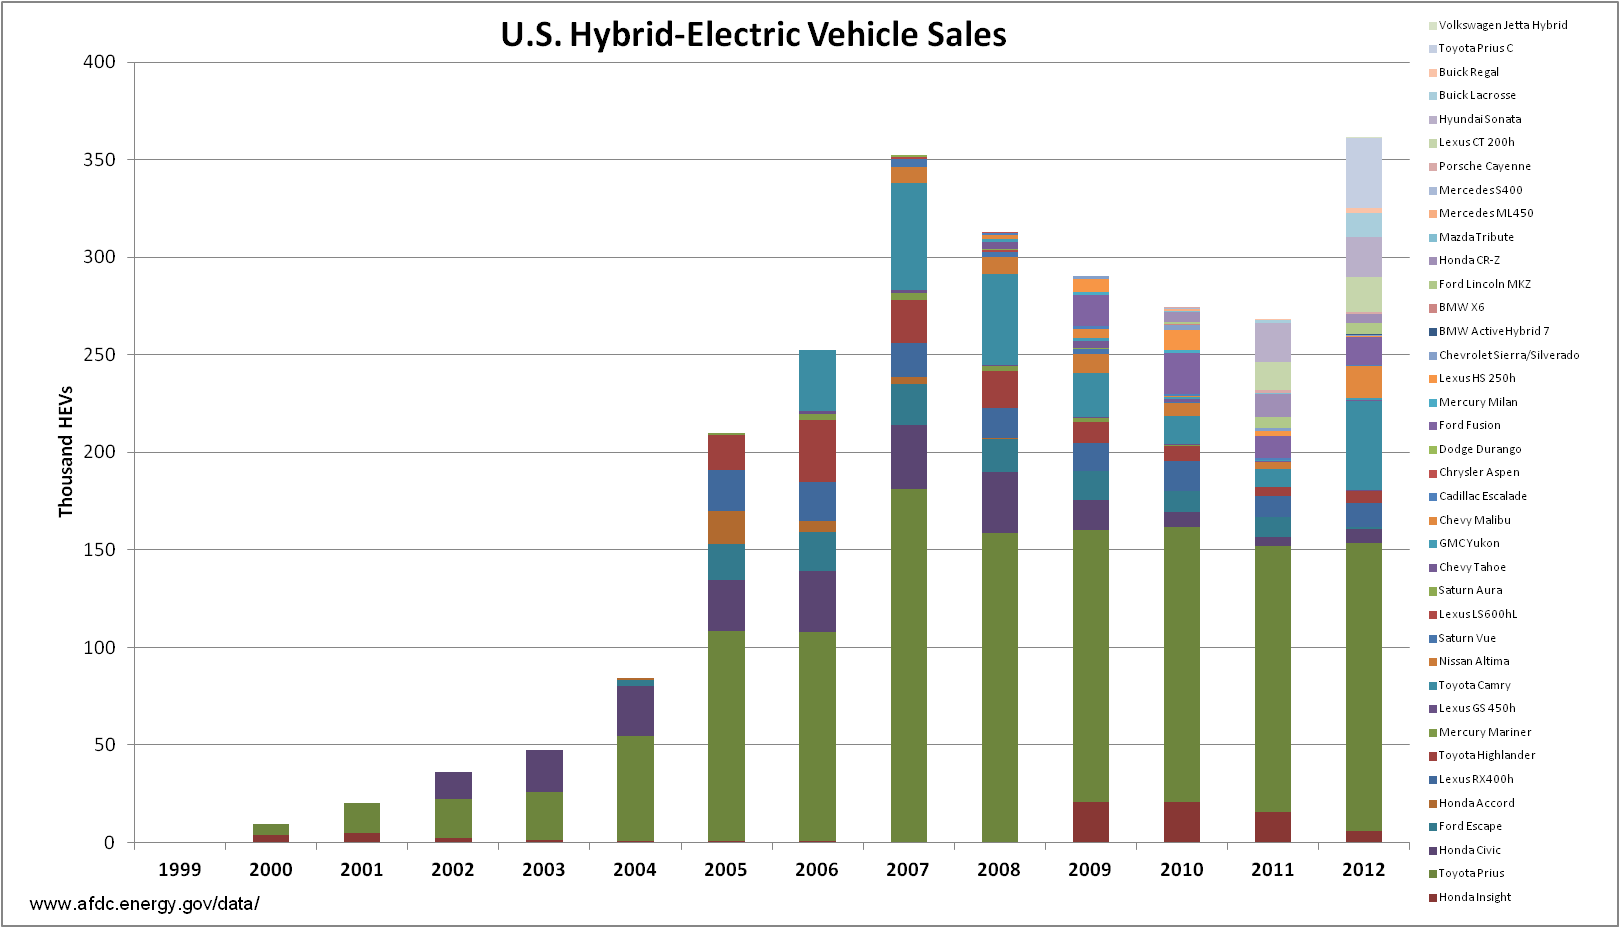 U.S. Hybrid-Electric Vehicle Sales
Thousand HEVs
400
350
300
250
200
150
100
50
0
1999 2000 2001 2002 2003 2004 2005 2006 2007 2008 2009 2010 2011 2012
Volkswagen Jetta Hybrid
Toyota Prius C
Buick Regal
Buick Lacrosse
Hyundai Sonata
Lexus CT 200h
Porsche Cayenne
Mercedes S400
Mercedes ML450
Mazda Tribute
Honda CR-Z
Ford Lincoln MKZ
BMW X6
BMW ActiveHybrid 7
Chevrolet Sierra/Silverado
Lexus HS 250h
Mercury Milan
Ford Fusion
Dodge Durango
Chrysler Aspen
Cadillac Escalade
Chevy Malibu
GMC Yukon
Chevy Tahoe
Saturn Aura
Lexus LS600hL
Saturn Vue
Nissan Altima
Toyota Camry
Lexus GS 450h
Mercury Mariner
Toyota Highlander
Lexus RX400h
Honda Accord
Ford Escape
Honda Civic
Toyota Prius
Honda Insight
www.afdc.energy.gov/data/